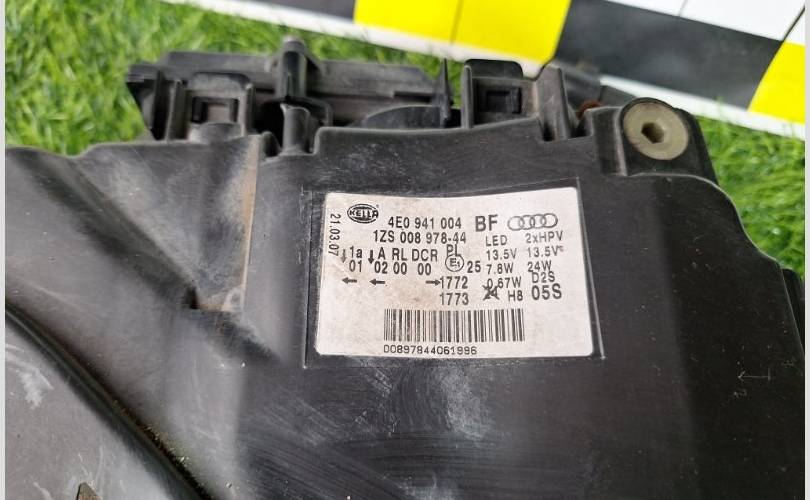 HELLA
4E0 941 004 BF
1ZS 008 978-44 LED 2xHPV
21.03.07
1a A RL DCR PL 13.5V 13.5V
01 02 00 00 E1 25 7.8W 24W
1772 0.67W D2S
1773 H8 05S
D0897844061996